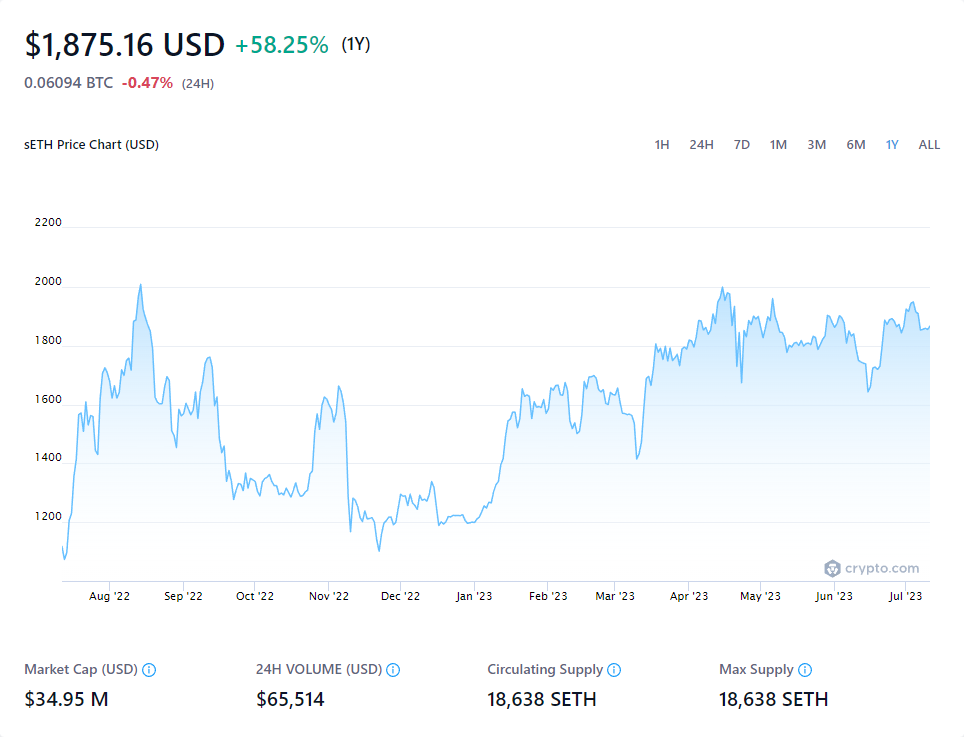 $1,875.16 USD +58.25% (1Y)
0.06094 BTC -0.47% (24H)
sETH Price Chart (USD) 1H 24H 7D 1M 3M 6M 1Y ALL
2200
2000
1800
1600
1400
1200
crypto.com
Aug '22 Sep '22 Oct '22 Nov '22 Dec '22 Jan '23 Feb '23 Mar '23 Apr '23 May '23 Jun '23 Jul '23
Market Cap (USD) 24H VOLUME (USD) Circulating Supply Max Supply
$34.95 M $65,514 18,638 SETH 18,638 SETH